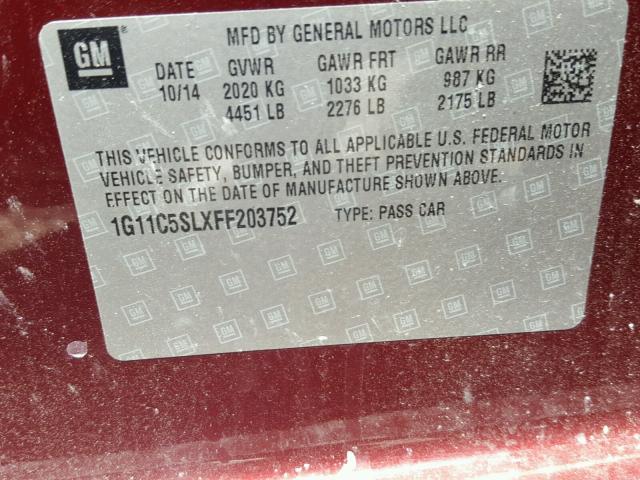 GM
MFD BY GENERAL MOTORS LLC
DATE GVWR GAWR FRT GAWR RR
10/14 2020 KG 1033 KG 987 KG
4451 LB 2276 LB 2175 LB
THIS VEHICLE CONFORMS TO ALL APPLICABLE U.S. FEDERAL MOTOR
VEHICLE SAFETY, BUMPER, AND THEFT PREVENTION STANDARDS IN
EFFECT ON THE DATE OF MANUFACTURE SHOWN ABOVE.
1G11C5SLXFF203752 TYPE: PASS CAR